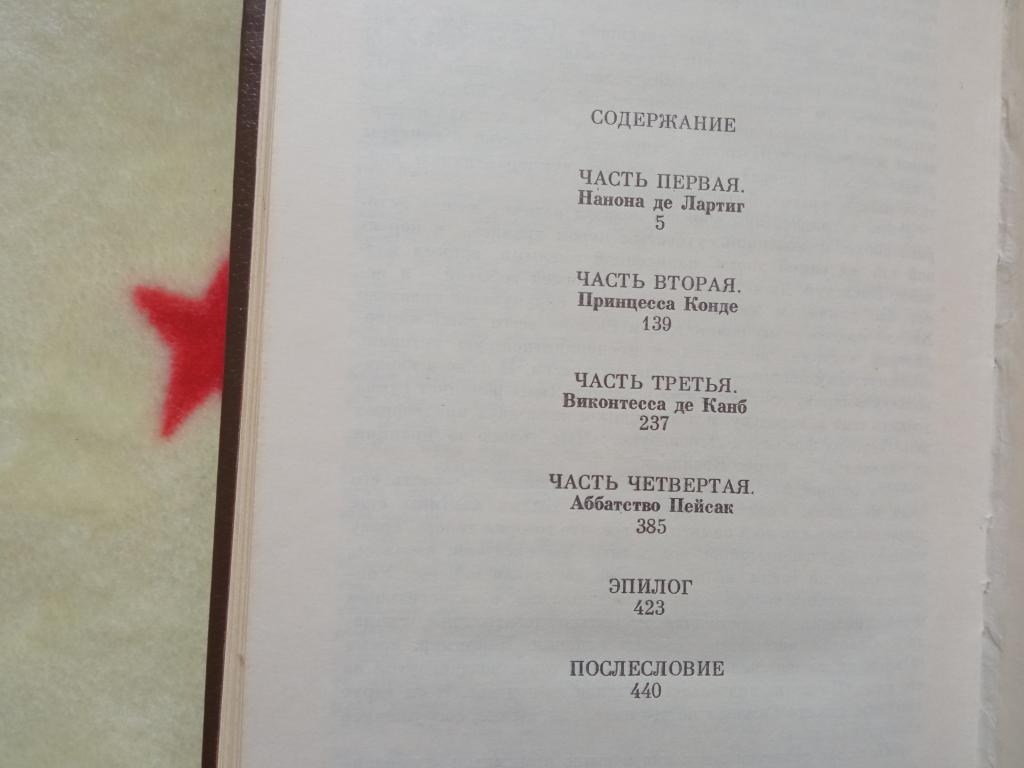 СОДЕРЖАНИЕ
ЧАСТЬ ПЕРВАЯ.
Нанона де Лартиг
5
ЧАСТЬ ВТОРАЯ.
Принцесса Конде
139
ЧАСТЬ ТРЕТЬЯ.
Виконтесса де Канб
237
ЧАСТЬ ЧЕТВЕРТАЯ.
Аббатство Пейсак
385
ЭПИЛОГ
423
ПОСЛЕСЛОВИЕ
440